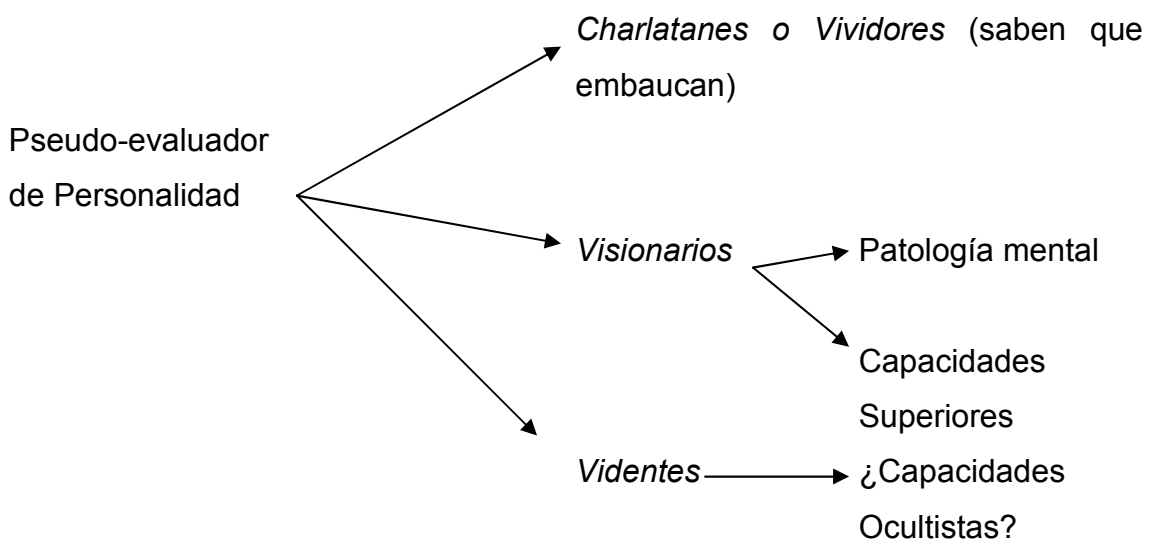 Charlatanes o Vividores (saben que
embaucan)
Pseudo-evaluador
de Personalidad
Visionarios
Patología mental
Capacidades
Superiores
Videntes
¿Capacidades
Ocultistas?